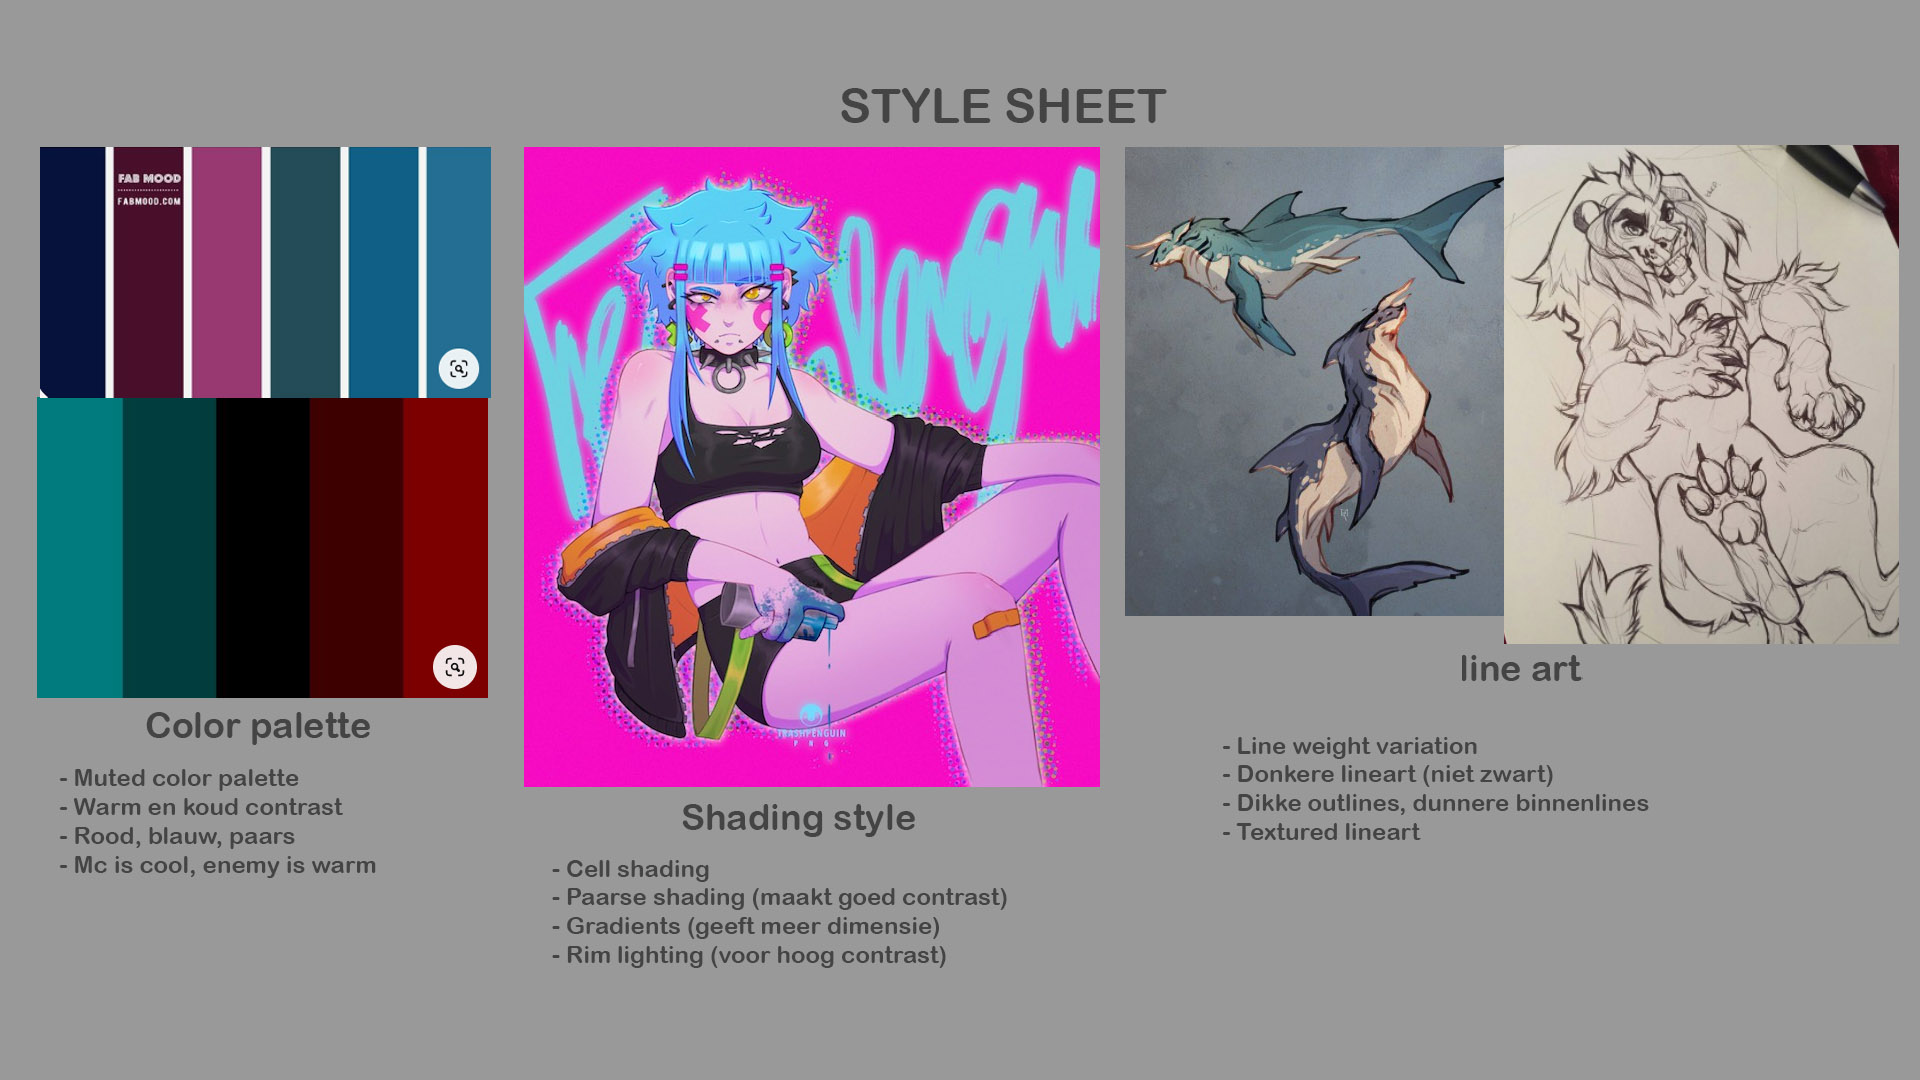 STYLE SHEET
FAB MOOD
FABMOOD.COM
Color palette
- Muted color palette
- Warm en koud contrast
- Rood, blauw, paars
- Mc is cool, enemy is warm
TRASHPENGUIN
P N G
Shading style
- Cell shading
- Paarse shading (maakt goed contrast)
- Gradients (geeft meer dimensie)
- Rim lighting (voor hoog contrast)
line art
- Line weight variation
- Donkere lineart (niet zwart)
- Dikke outlines, dunnere binnenlines
- Textured lineart